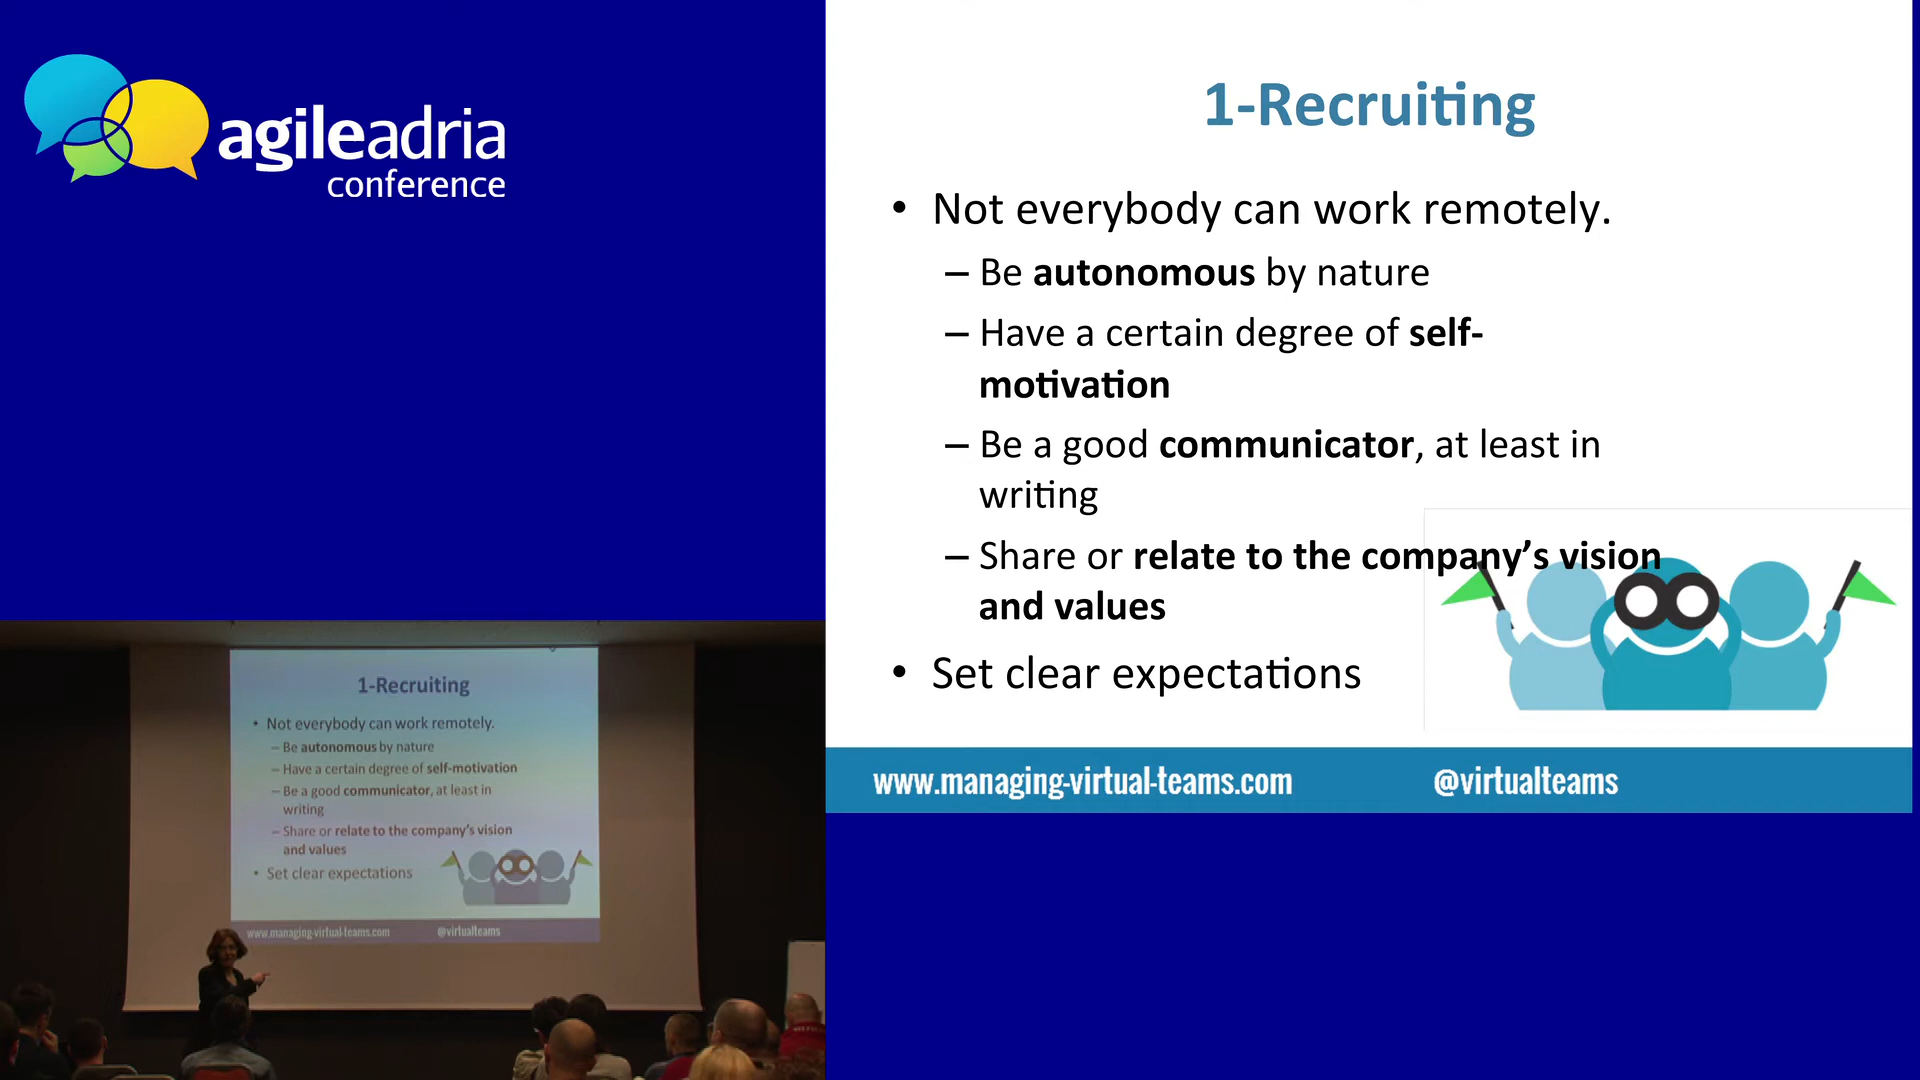 agileadria
conference
1-Recruiting
• Not everybody can work remotely.
– Be autonomous by nature
– Have a certain degree of self-
motivation
– Be a good communicator, at least in
writing
– Share or relate to the company’s vision
and values
• Set clear expectations
www.managing-virtual-teams.com @virtualteams
1-Recruiting
• Not everybody can work remotely.
– Be autonomous by nature
– Have a certain degree of self-motivation
– Be a good communicator, at least in
writing
– Share or relate to the company’s vision
and values
• Set clear expectations
www.managing-virtual-teams.com @virtualteams